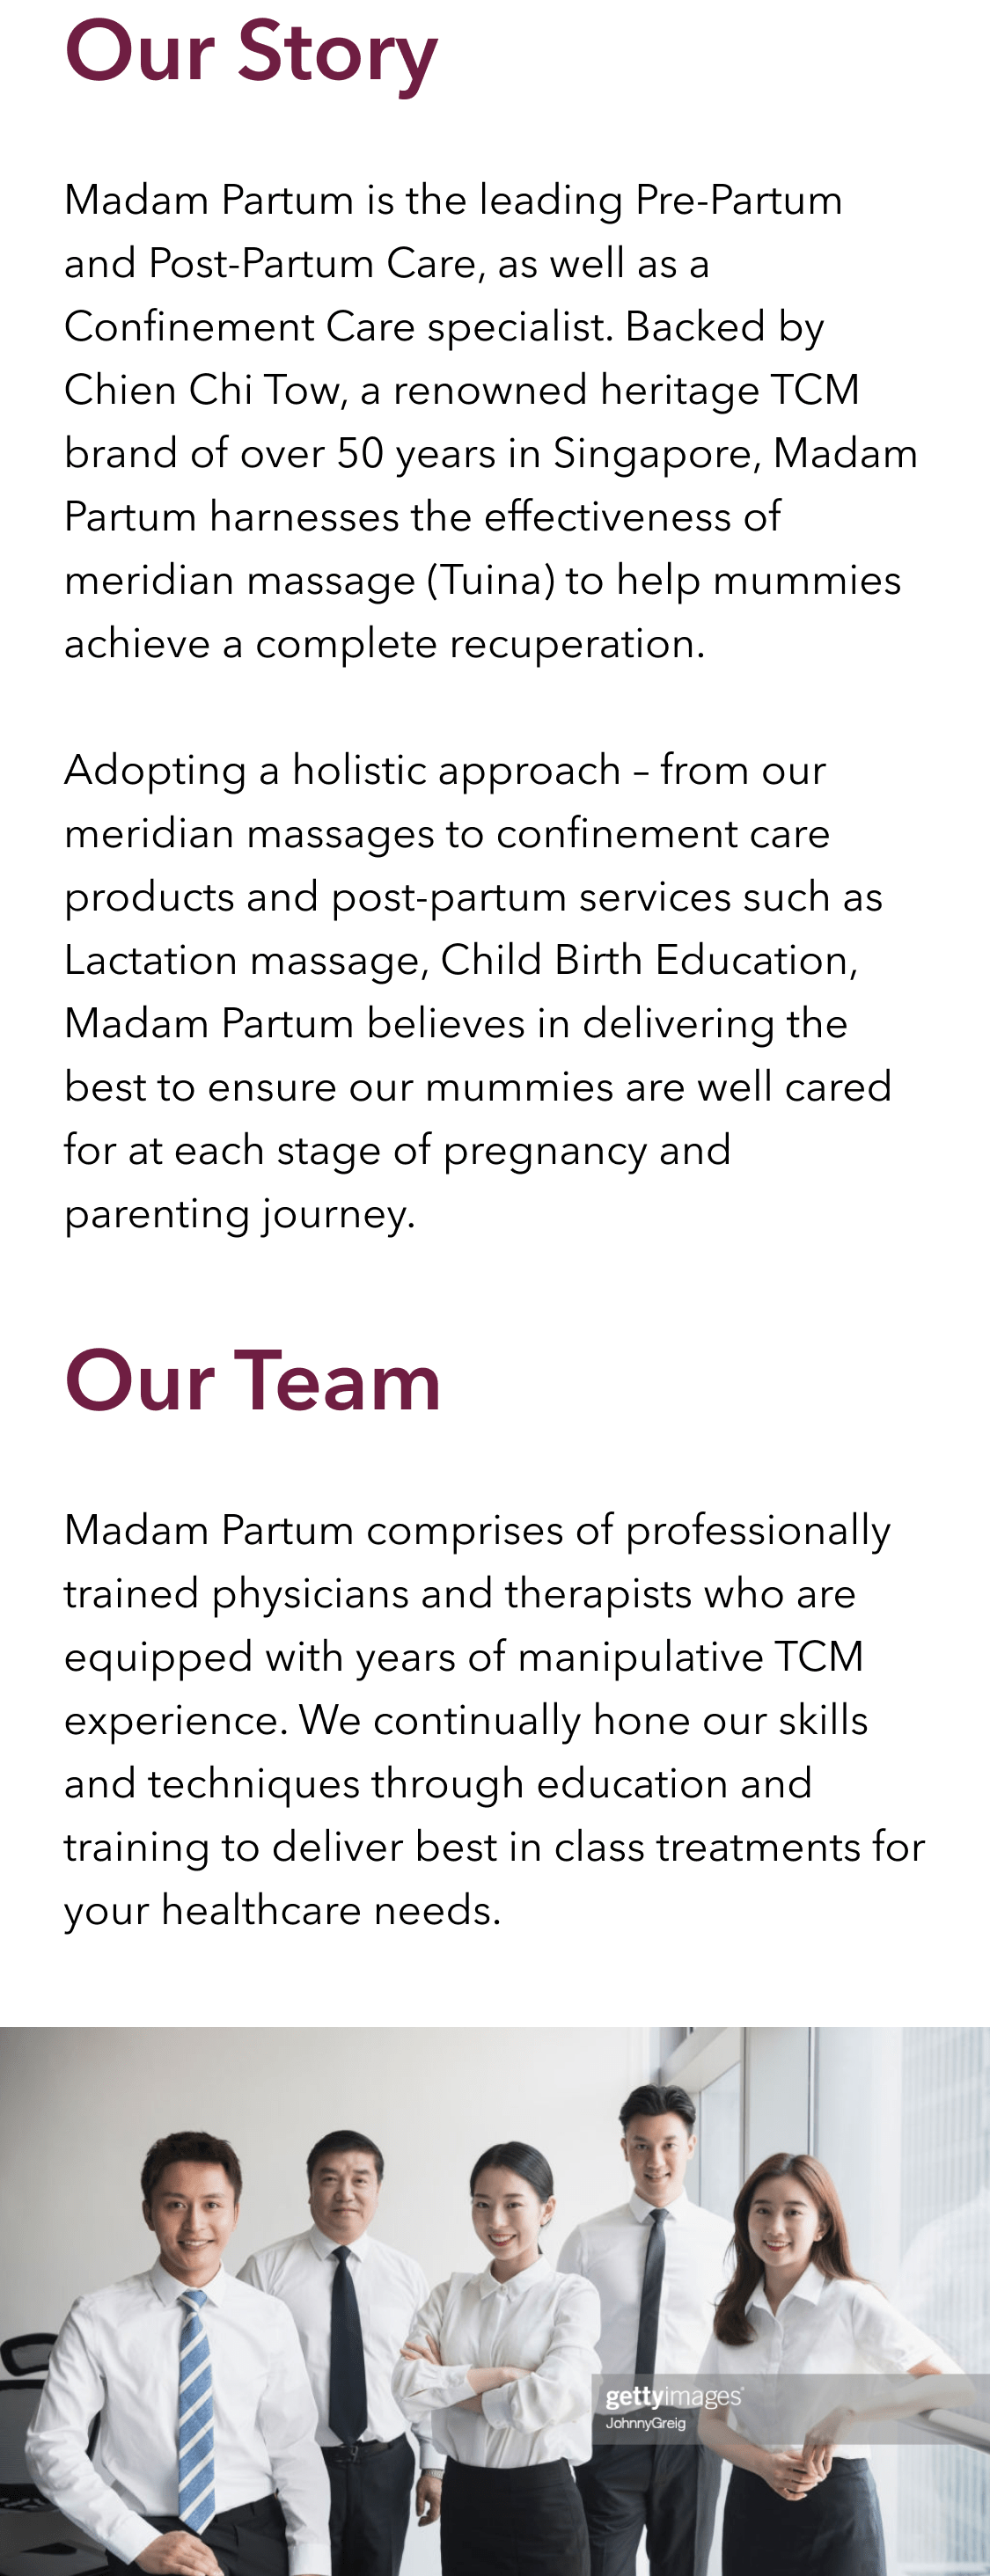 Our Story
Madam Partum is the leading Pre-Partum
and Post-Partum Care, as well as a
Confinement Care specialist. Backed by
Chien Chi Tow, a renowned heritage TCM
brand of over 50 years in Singapore, Madam
Partum harnesses the effectiveness of
meridian massage (Tuina) to help mummies
achieve a complete recuperation.
Adopting a holistic approach – from our
meridian massages to confinement care
products and post-partum services such as
Lactation massage, Child Birth Education,
Madam Partum believes in delivering the
best to ensure our mummies are well cared
for at each stage of pregnancy and
parenting journey.
Our Team
Madam Partum comprises of professionally
trained physicians and therapists who are
equipped with years of manipulative TCM
experience. We continually hone our skills
and techniques through education and
training to deliver best in class treatments for
your healthcare needs.
gettyimages®
JohnnyGreig